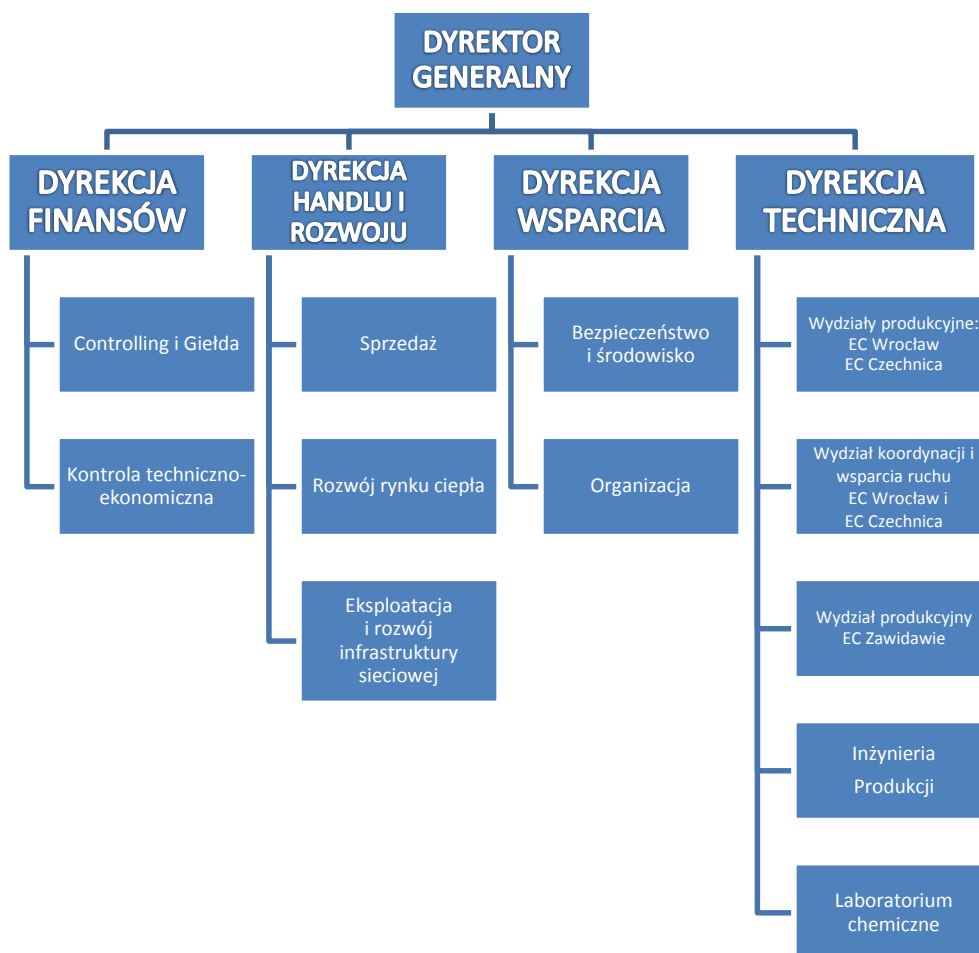 DYREKTOR
GENERALNY
DYREKCJA
FINANSÓW
DYREKCJA
HANDLU I
ROZWOJU
DYREKCJA
WSPARCIA
DYREKCJA
TECHNICZNA
Controlling i Giełda
Kontrola techniczno-
ekonomiczna
Sprzedaż
Rozwój rynku ciepła
Eksploatacja
i rozwój
infrastruktury
sieciowej
Bezpieczeństwo
i środowisko
Organizacja
Wydziały produkcyjne:
EC Wrocław
EC Czechnica
Wydział koordynacji i
wsparcia ruchu
EC Wrocław i
EC Czechnica
Wydział produkcyjny
EC Zawidawie
Inżynieria
Produkcji
Laboratorium
chemiczne